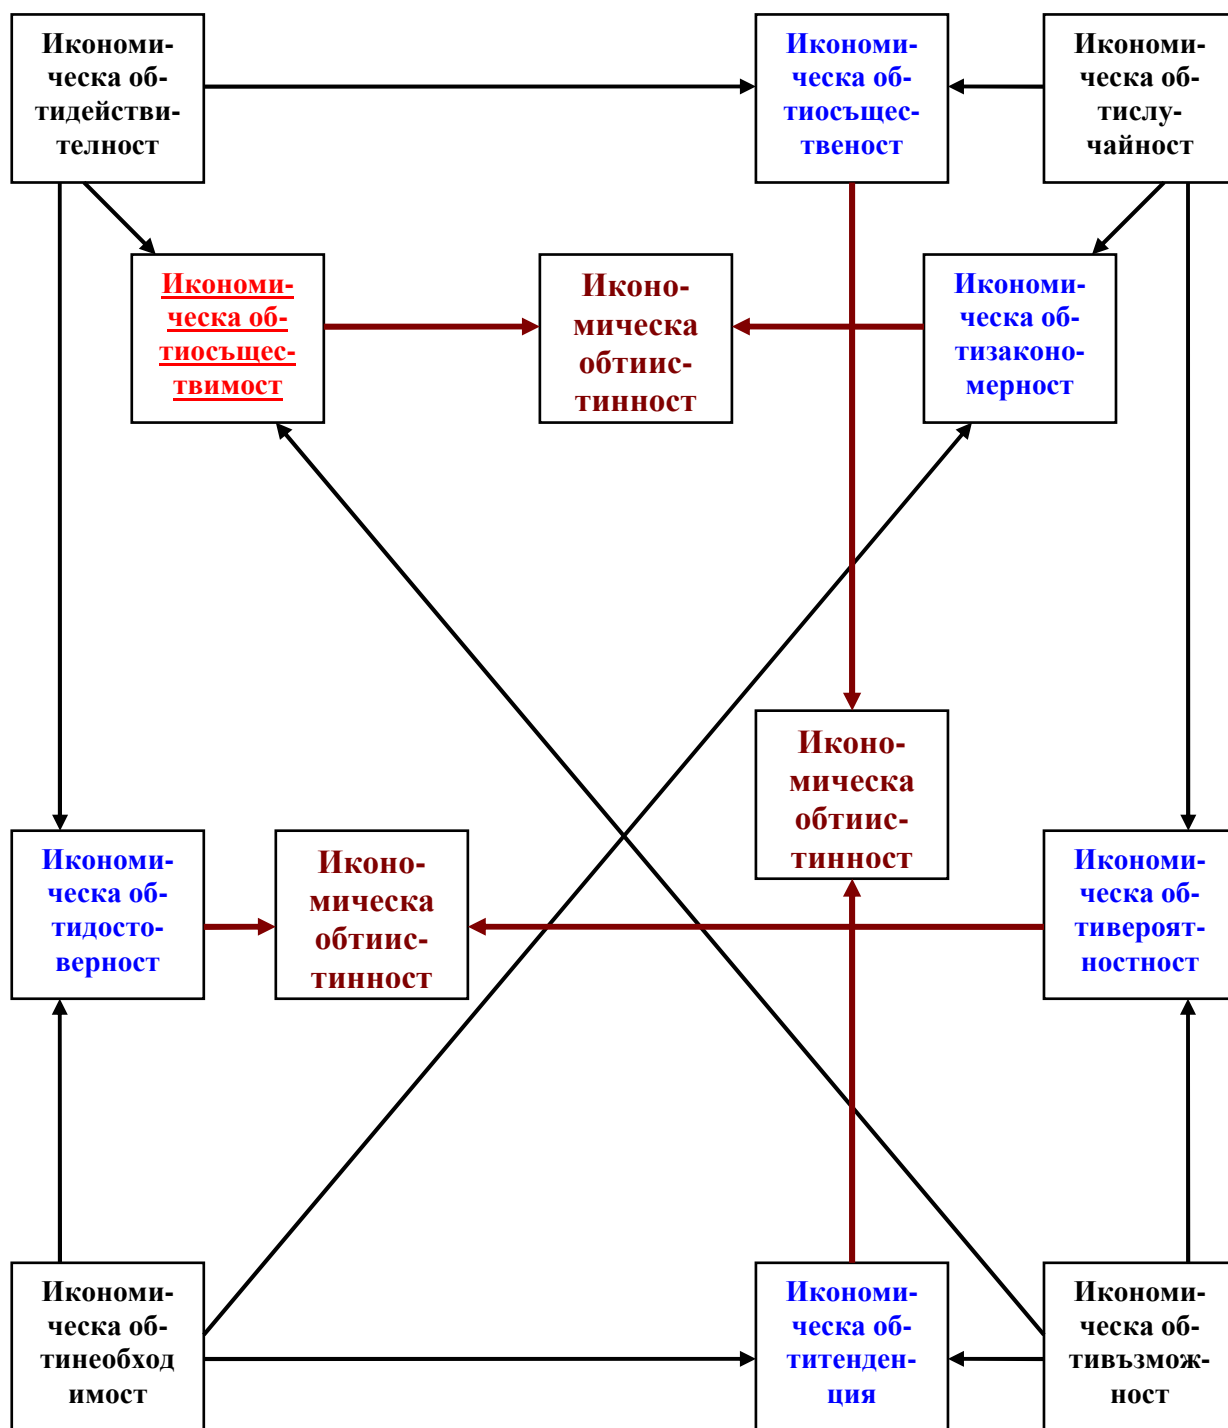 Икономи-
ческа об-
тидействи-
телност
Икономи-
ческа об-
тиосъщес-
твеност
Икономи-
ческа об-
тислу-
чайност
Икономи-
ческа об-
тиосъщес-
твимост
Иконо-
мическа
обтиис-
тинност
Икономи-
ческа об-
тизаконо-
мерност
Иконо-
мическа
обтиис-
тинност
Икономи-
ческа об-
тидосто-
верност
Иконо-
мическа
обтиис-
тинност
Икономи-
ческа об-
тивероят-
ностност
Икономи-
ческа об-
тинеобход
имост
Икономи-
ческа об-
титенден-
ция
Икономи-
ческа об-
тивъзмож-
ност